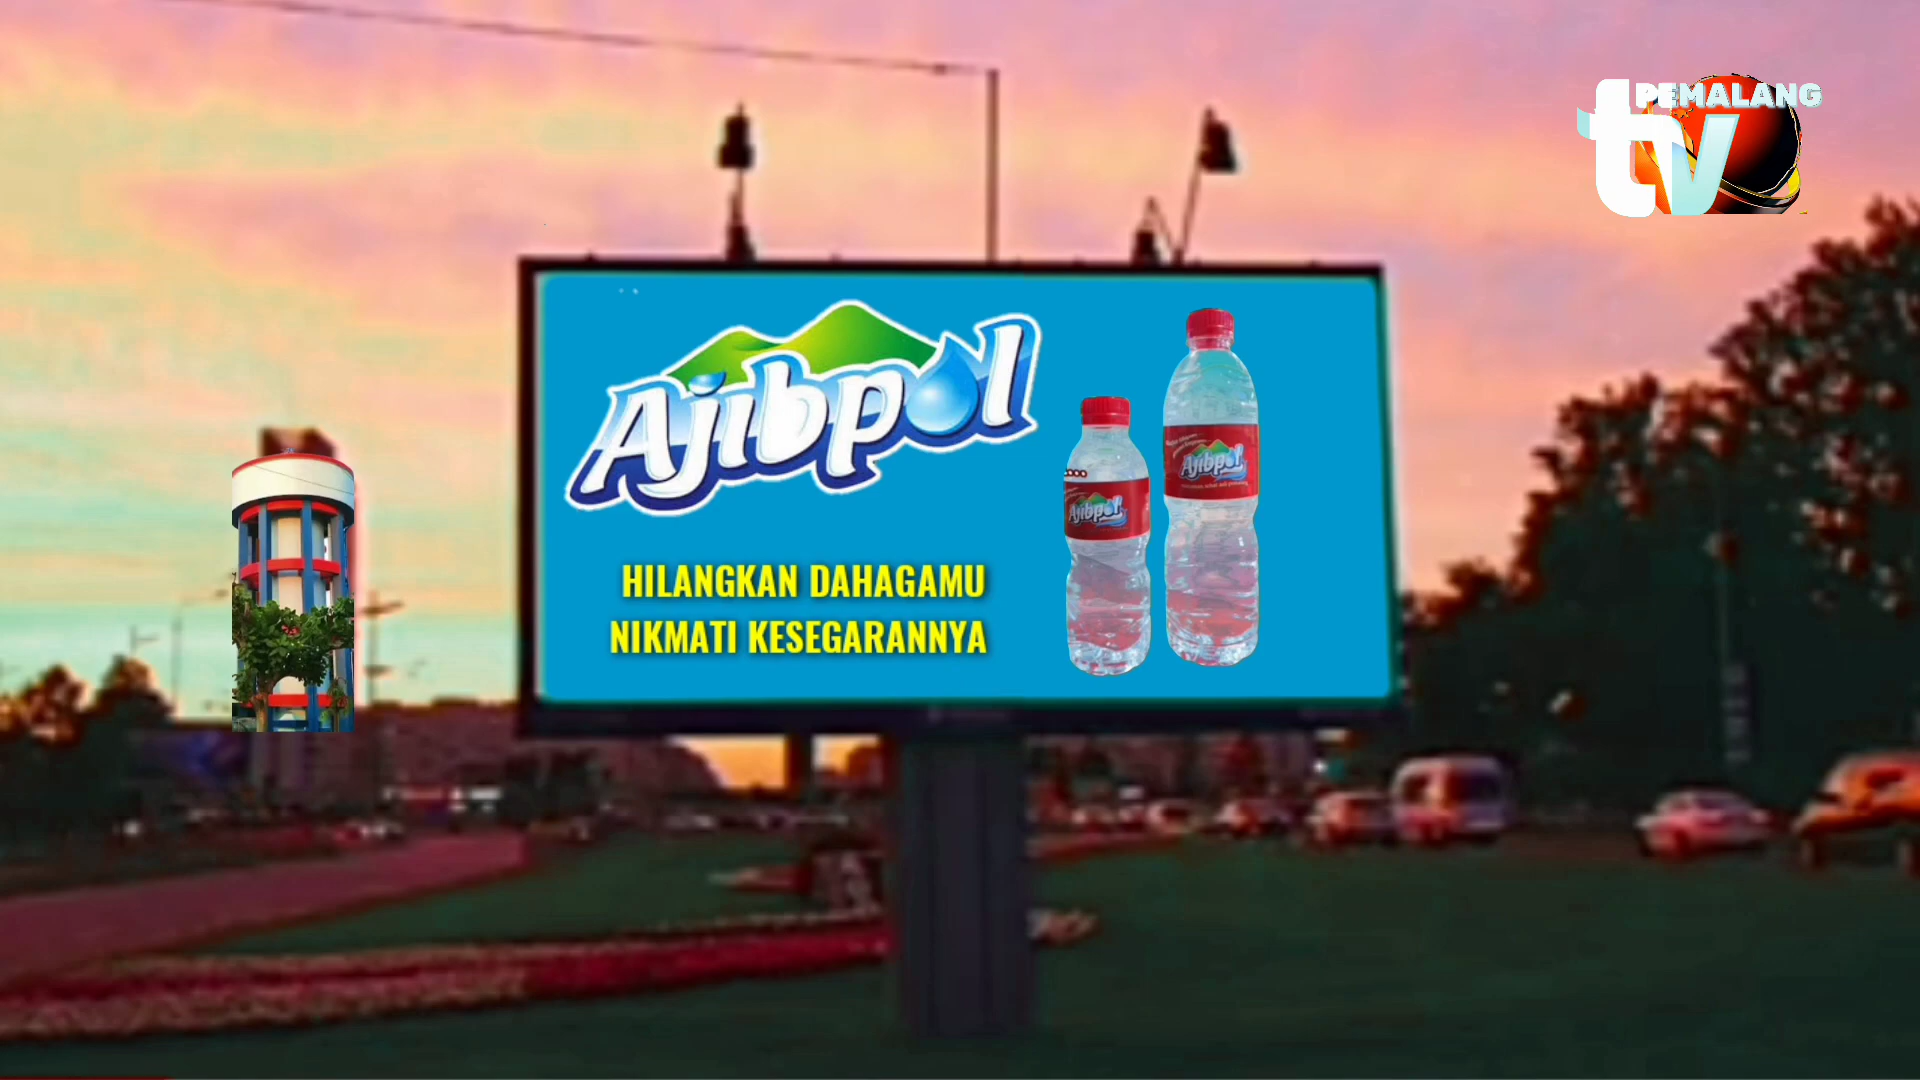 PEMALANG
tv
Ajibpol
HILANGKAN DAHAGAMU
NIKMATI KESEGARANNYA
Ajibpol
Ajibpol